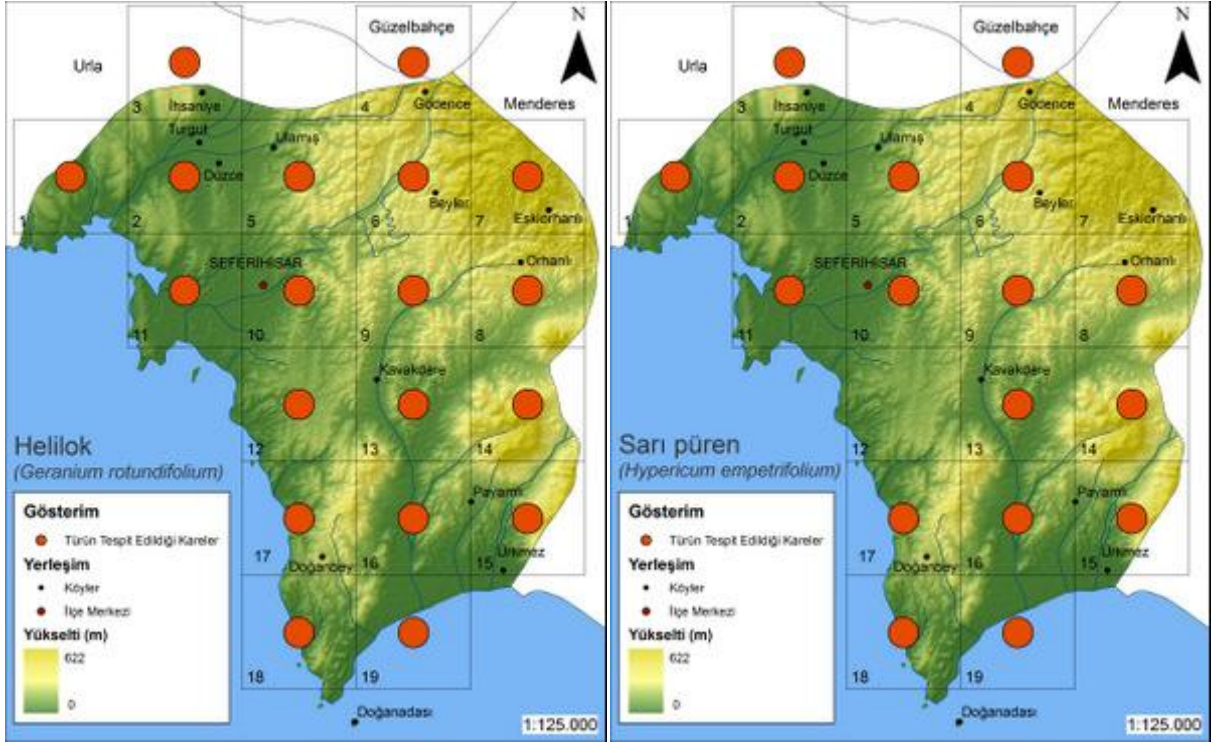 N
Güzelbahçe
Urla
3
İhsaniye
4
Gödence
Menderes
Turgut
Ulamış
Düzce
Beyler
1
2
5
6
7
Eskiorhanlı
SEFERİHİSAR
Orhanlı
11
10
9
8
Kavakdere
Helilok
12
13
14
(Geranium rotundifolium)
Payamlı
Gösterim
Türün Tespit Edildiği Kareler
Yerleşim
Ürkmez
17
Doğanbey
16
15
Köyler
İlçe Merkezi
Yükselti (m)
622
0
18
19
Doğanadası
1:125.000
N
Güzelbahçe
Urla
3
İhsaniye
4
Gödence
Menderes
Turgut
Ulamış
Düzce
Beyler
1
2
5
6
7
Eskiorhanlı
SEFERİHİSAR
Orhanlı
11
10
9
8
Kavakdere
Sarı püren
12
13
14
(Hypericum empetrifolium)
Payamlı
Gösterim
Türün Tespit Edildiği Kareler
Yerleşim
Ürkmez
17
Doğanbey
16
15
Köyler
İlçe Merkezi
Yükselti (m)
622
0
18
19
Doğanadası
1:125.000